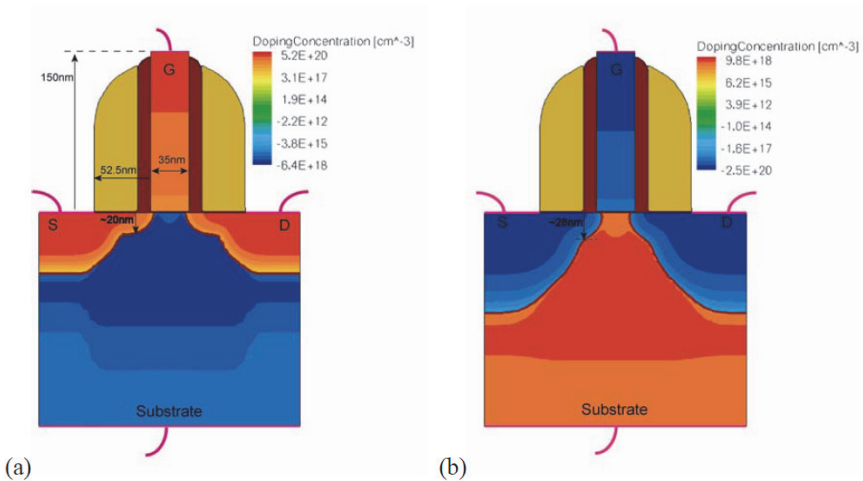 DopingConcentration [cm^-3]
5.2E+20
3.1E+17
1.9E+14
-2.2E+12
-3.8E+15
-6.4E+18
150nm
G
52.5nm
35nm
S
~20nm
D
Substrate
(a)
DopingConcentration [cm^-3]
9.8E+18
6.2E+15
3.9E+12
-1.0E+14
-1.6E+17
-2.5E+20
G
S
~28nm
D
Substrate
(b)